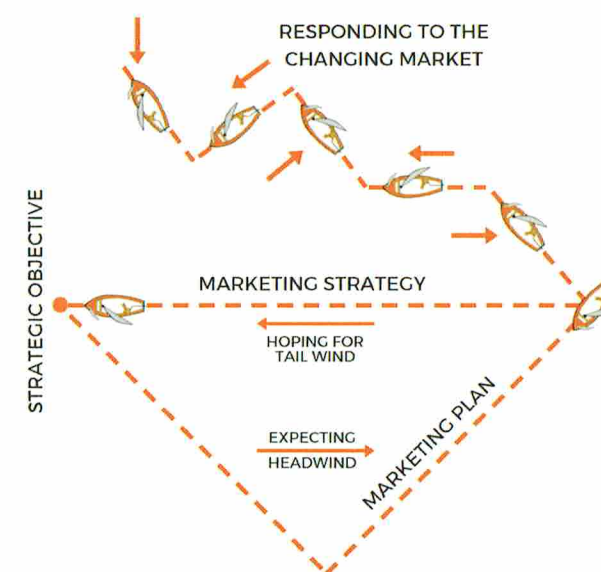 RESPONDING TO THE
CHANGING MARKET
STRATEGIC OBJECTIVE
MARKETING STRATEGY
HOPING FOR
TAIL WIND
EXPECTING
HEADWIND
MARKETING PLAN